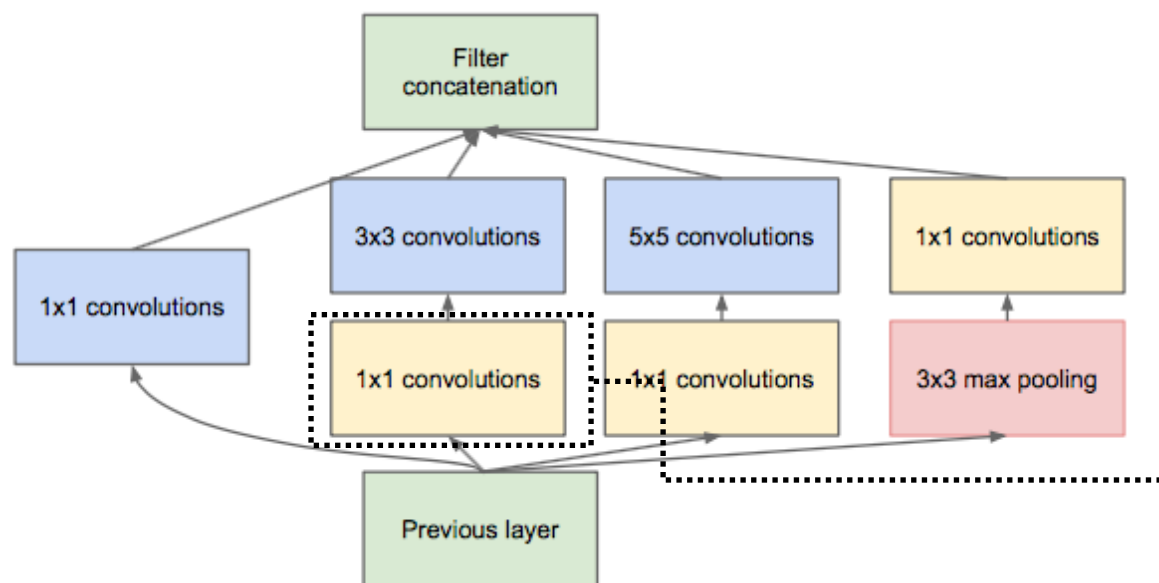 Filter
concatenation
3x3 convolutions
5x5 convolutions
1x1 convolutions
1x1 convolutions
1x1 convolutions
1x1 convolutions
3x3 max pooling
Previous layer